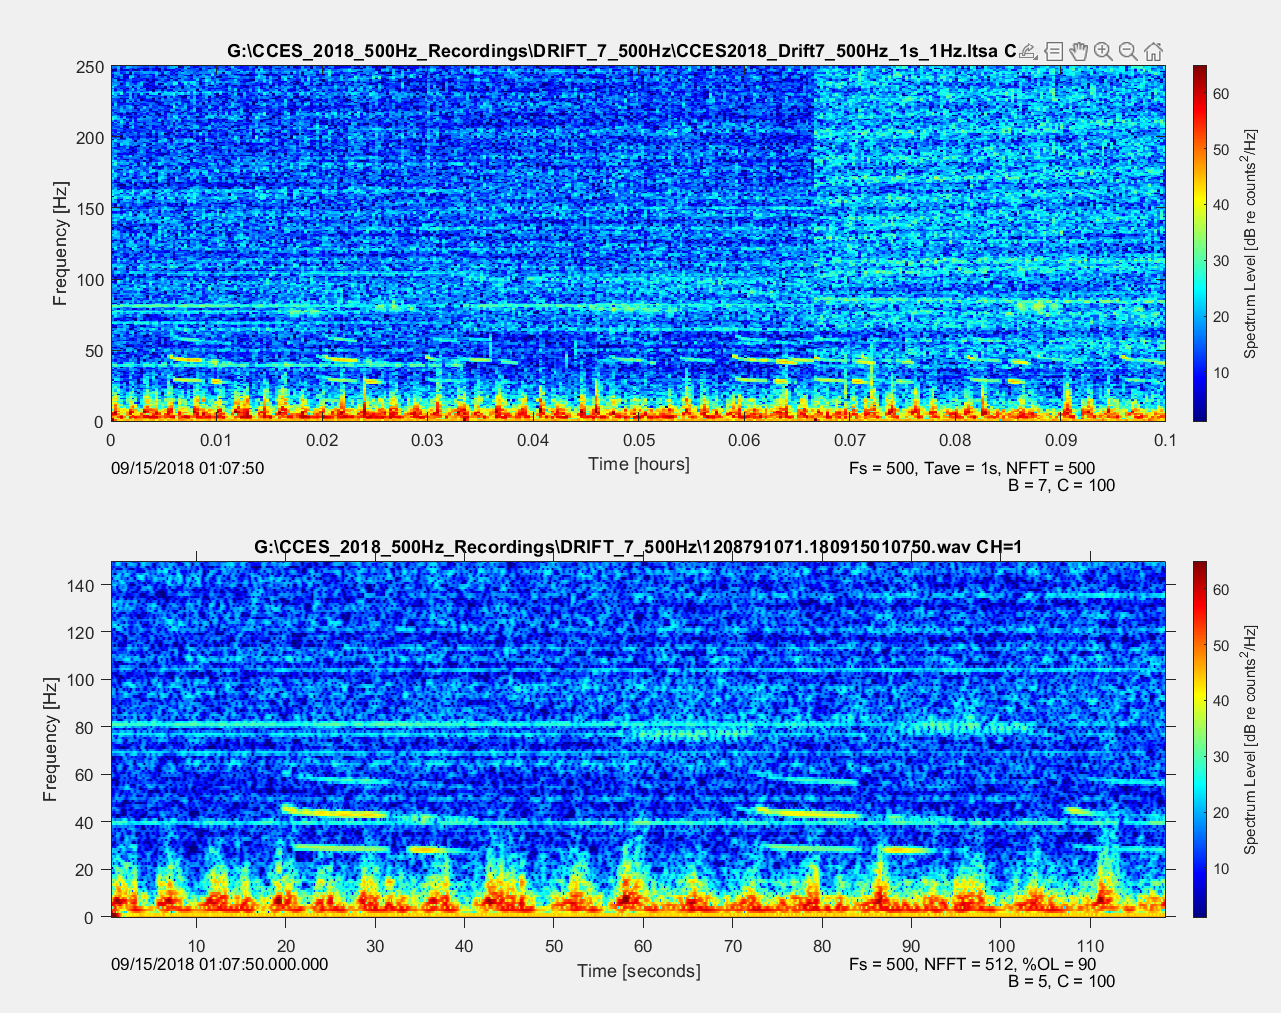 G:\CCES_2018_500Hz_Recordings\DRIFT_7_500Hz\CCES2018_Drift7_500Hz_1s_1Hz.ltsa C
250
200
150
100
50
0
Frequency [Hz]
0 0.01 0.02 0.03 0.04 0.05 0.06 0.07 0.08 0.09 0.1
Time [hours]
09/15/2018 01:07:50
Fs = 500, Tave = 1s, NFFT = 500
B = 7, C = 100
60
50
40
30
20
10
Spectrum Level [dB re counts²/Hz]
G:\CCES_2018_500Hz_Recordings\DRIFT_7_500Hz\1208791071.180915010750.wav CH=1
140
120
100
80
60
40
20
0
Frequency [Hz]
10 20 30 40 50 60 70 80 90 100 110
Time [seconds]
09/15/2018 01:07:50.000.000
Fs = 500, NFFT = 512, %OL = 90
B = 5, C = 100
60
50
40
30
20
10
Spectrum Level [dB re counts²/Hz]